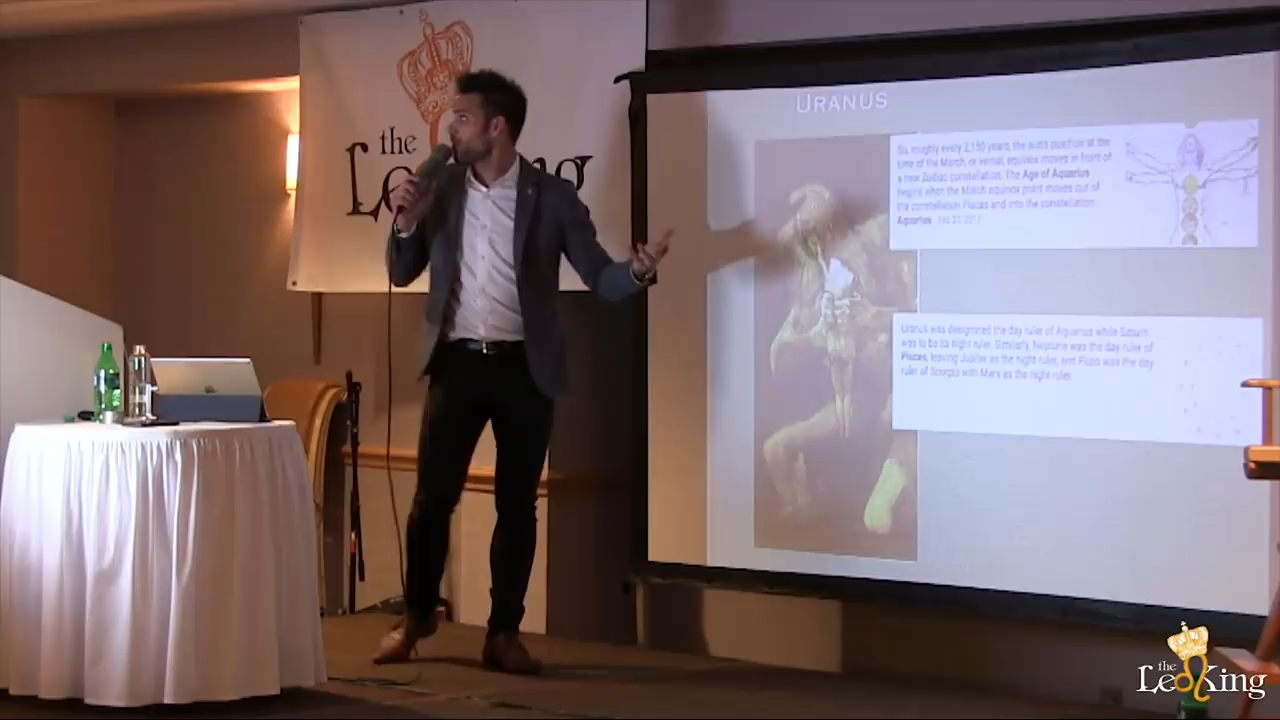 the
Le
ing
URANUS
So, roughly every 2,150 years, the sun's position at the
time of the March, or vernal, equinox moves in front of
a new Zodiac constellation. The Age of Aquarius
begins when the March equinox point moves out of
the constellation Pisces and into the constellation
Aquarius. Feb 22,
Uranus was designated the day ruler of Aquarius while Saturn
was to be its night ruler. Similarly, Neptune was the day ruler of
Pisces, leaving Jupiter as the night ruler, and Pluto was the day
ruler of Scorpio with Mars as the night ruler.
the
LeoKing